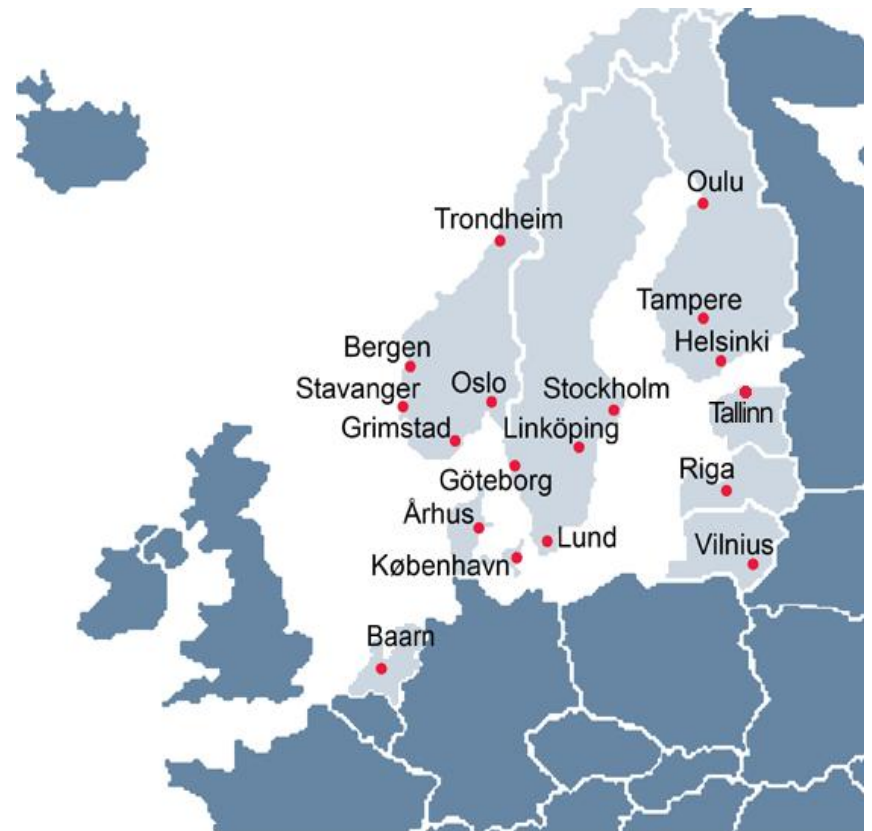 Oulu
Trondheim
Tampere
Helsinki
Bergen
Stavanger
Oslo
Stockholm
Tallinn
Grimstad
Linköping
Göteborg
Riga
Århus
Lund
Vilnius
København
Baarn